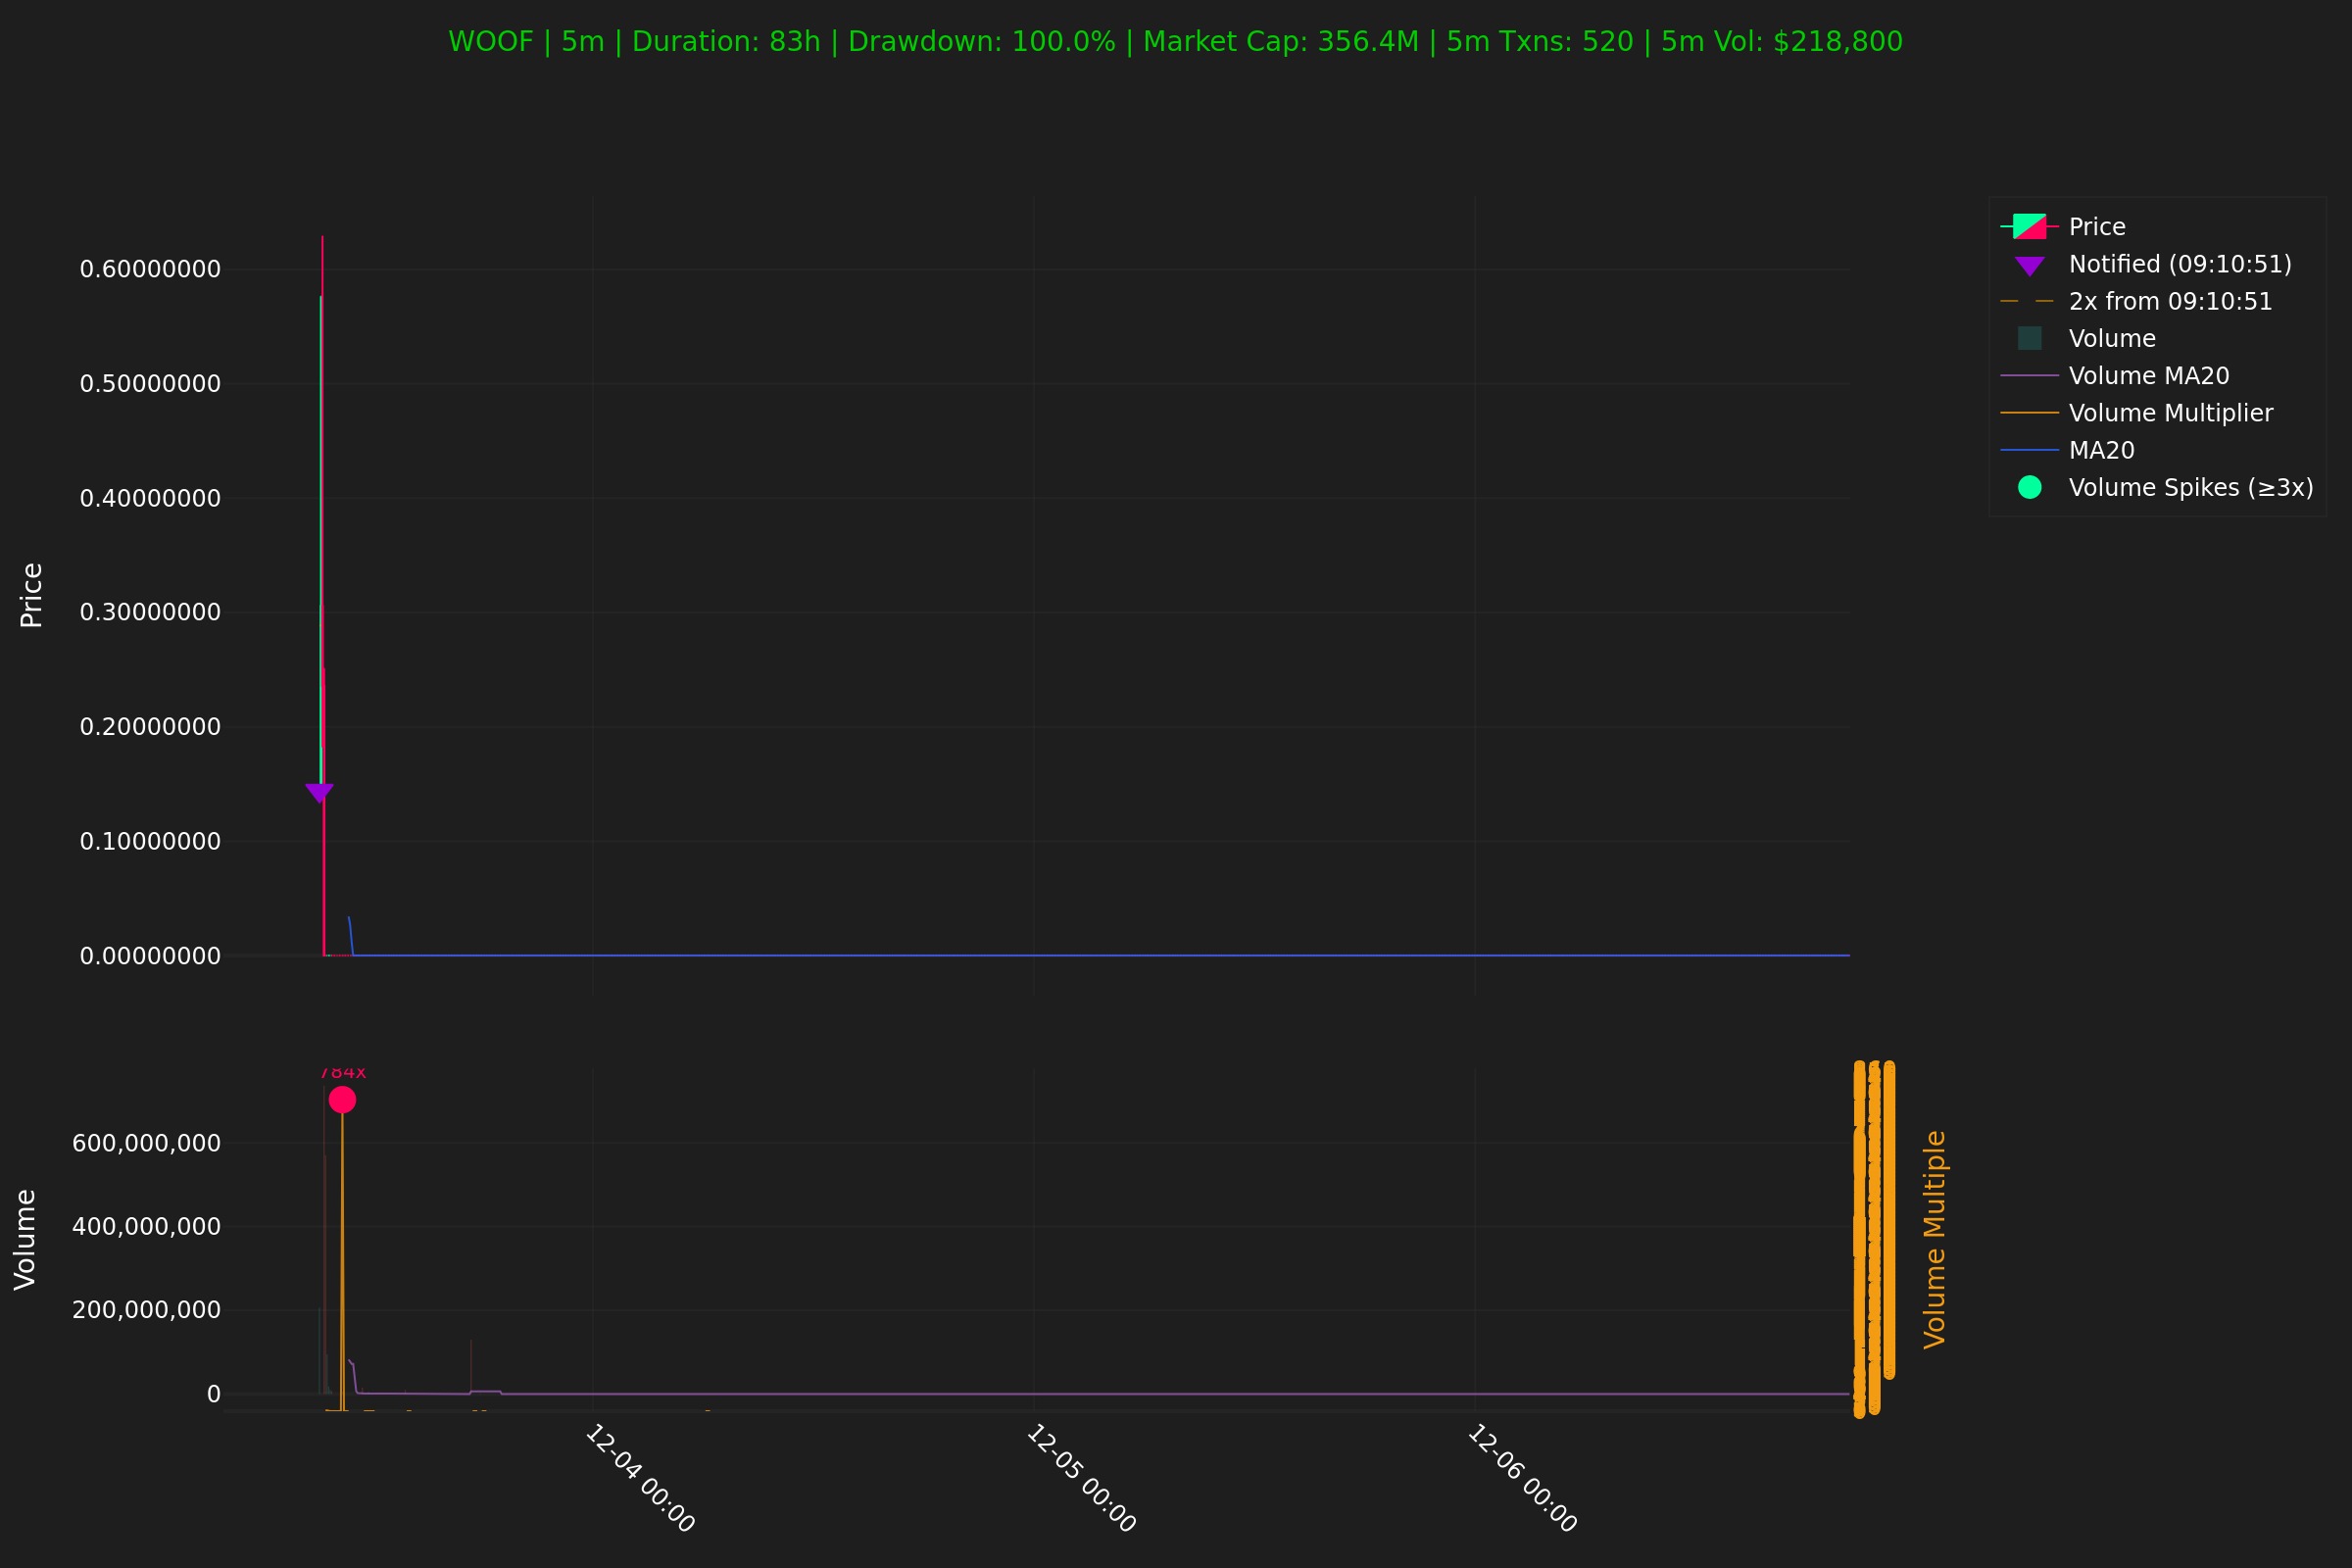 WOOF | 5m | Duration: 83h | Drawdown: 100.0% | Market Cap: 356.4M | 5m Txns: 520 | 5m Vol: $218,800
Price
0.60000000
0.50000000
0.40000000
0.30000000
0.20000000
0.10000000
0.00000000
Price
Notified (09:10:51)
2x from 09:10:51
Volume
Volume MA20
Volume Multiplier
MA20
Volume Spikes (≥3x)
784x
Volume
600,000,000
400,000,000
200,000,000
0
Volume Multiple
12-04 00:00
12-05 00:00
12-06 00:00